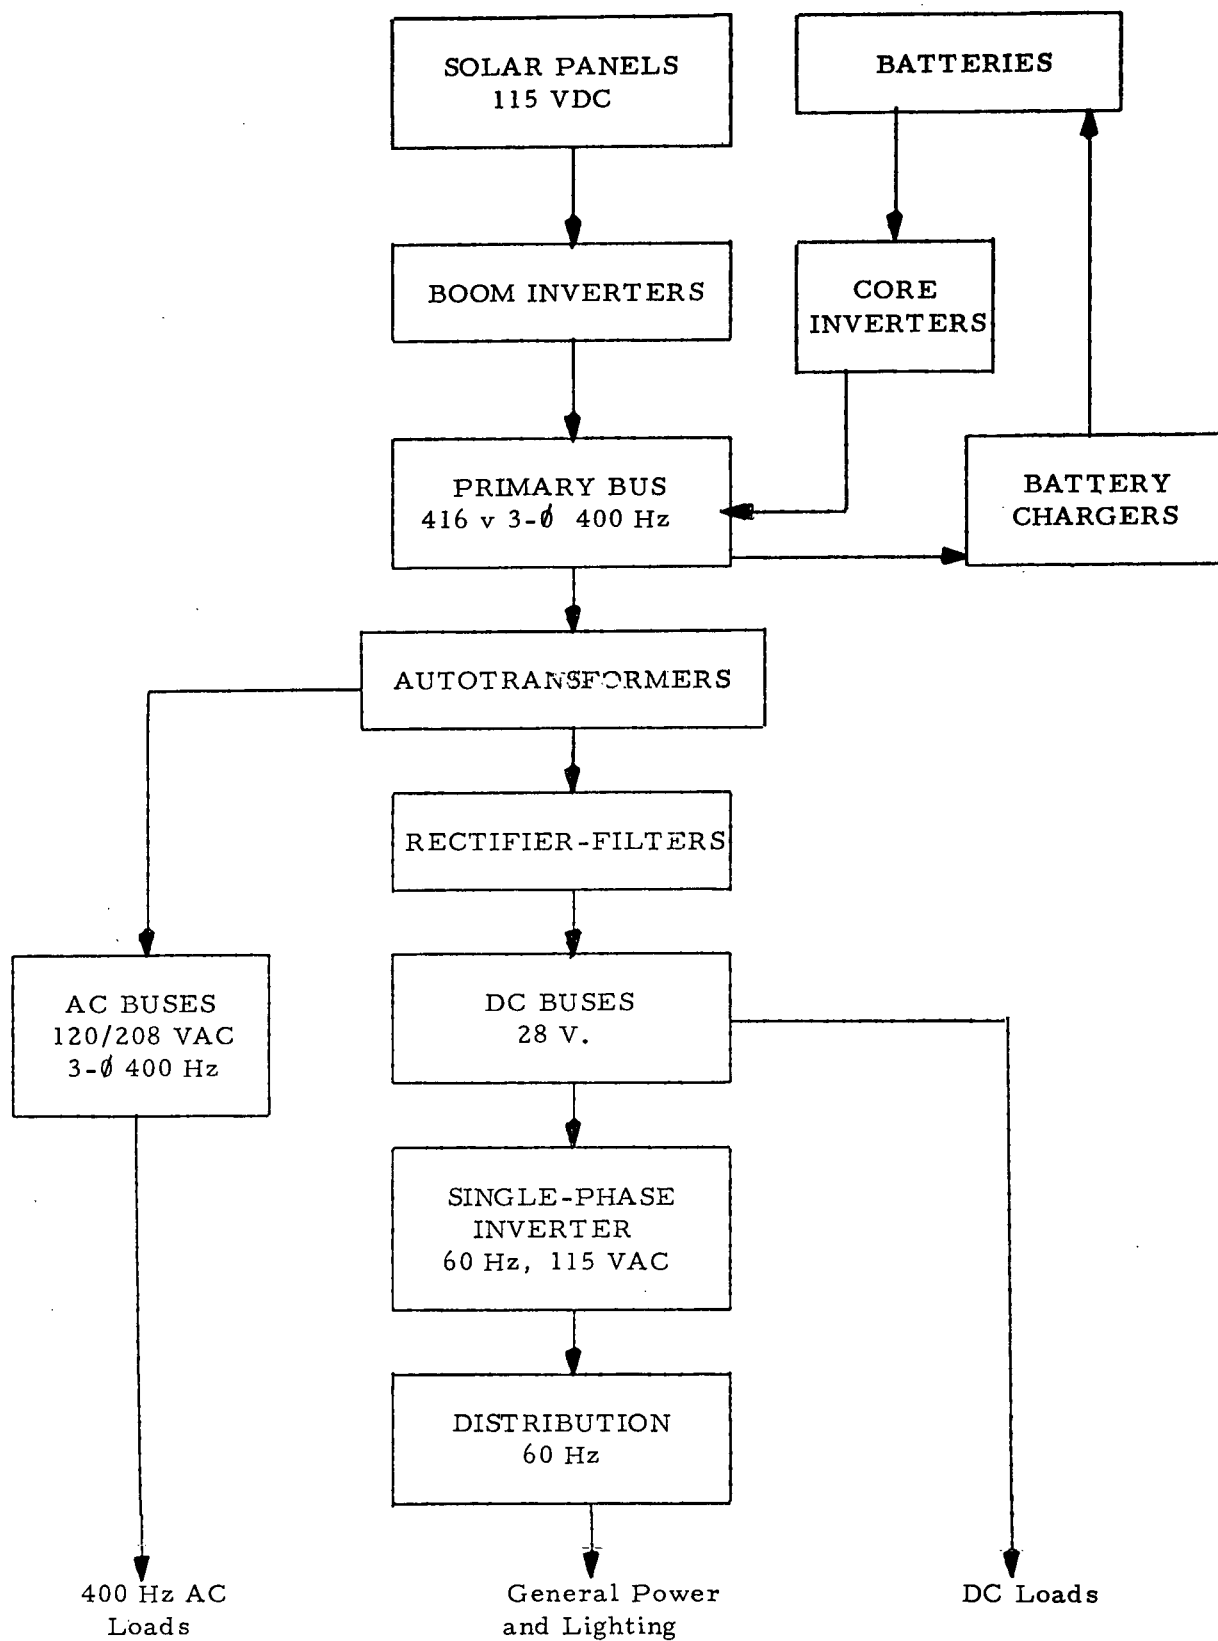 SOLAR PANELS
115 VDC
BATTERIES
BOOM INVERTERS
CORE
INVERTERS
PRIMARY BUS
416 v 3-Ø 400 Hz
BATTERY
CHARGERS
AUTOTRANSFORMERS
RECTIFIER-FILTERS
AC BUSES
120/208 VAC
3-Ø 400 Hz
DC BUSES
28 V.
SINGLE-PHASE
INVERTER
60 Hz, 115 VAC
DISTRIBUTION
60 Hz
400 Hz AC
Loads
General Power
and Lighting
DC Loads